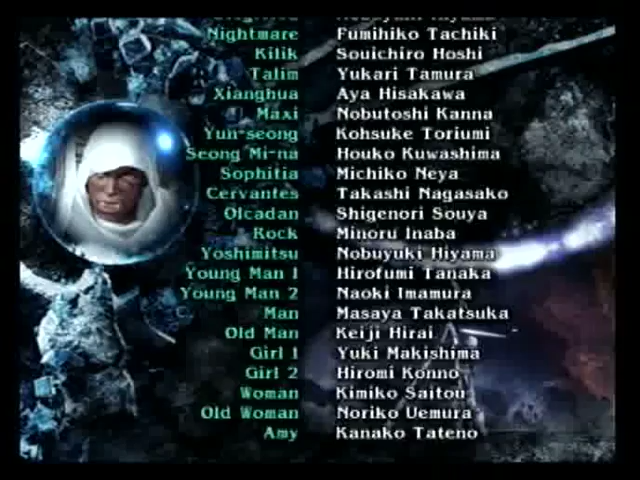 Nightmare Fumihiko Tachiki
Kilik Souichiro Hoshi
Talim Yukari Tamura
Xianghua Aya Hisakawa
Maxi Nobutoshi Kanna
Yun-seong Kohsuke Toriumi
Seong Mi-na Houko Kuwashima
Sophitia Michiko Neya
Cervantes Takashi Nagasako
Olcadan Shigenori Souya
Rock Minoru Inaba
Yoshimitsu Nobuyuki Hiyama
Young Man 1 Hirofumi Tanaka
Young Man 2 Naoki Imamura
Man Masaya Takatsuka
Old Man Keiji Hirai
Girl 1 Yuki Makishima
Girl 2 Hiromi Konno
Woman Kimiko Saitou
Old Woman Noriko Uemura
Amy Kanako Tateno